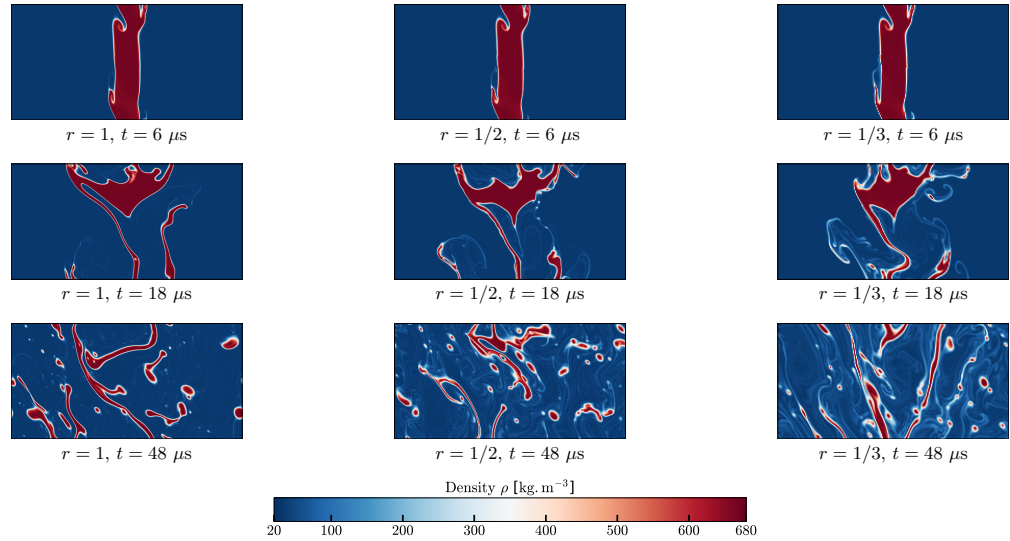 r = 1, t = 6 μs
r = 1/2, t = 6 μs
r = 1/3, t = 6 μs
r = 1, t = 18 μs
r = 1/2, t = 18 μs
r = 1/3, t = 18 μs
r = 1, t = 48 μs
r = 1/2, t = 48 μs
r = 1/3, t = 48 μs
Density ρ [kg.m⁻³]
20 100 200 300 400 500 600 680